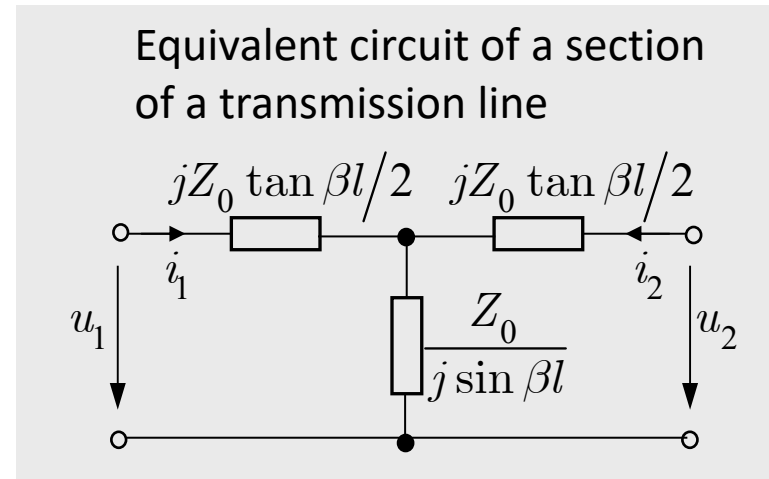 Equivalent circuit of a section
of a transmission line
jZ₀ tan βl/2 jZ₀ tan βl/2
i₁ i₂
u₁ Z₀ u₂
j sin βl